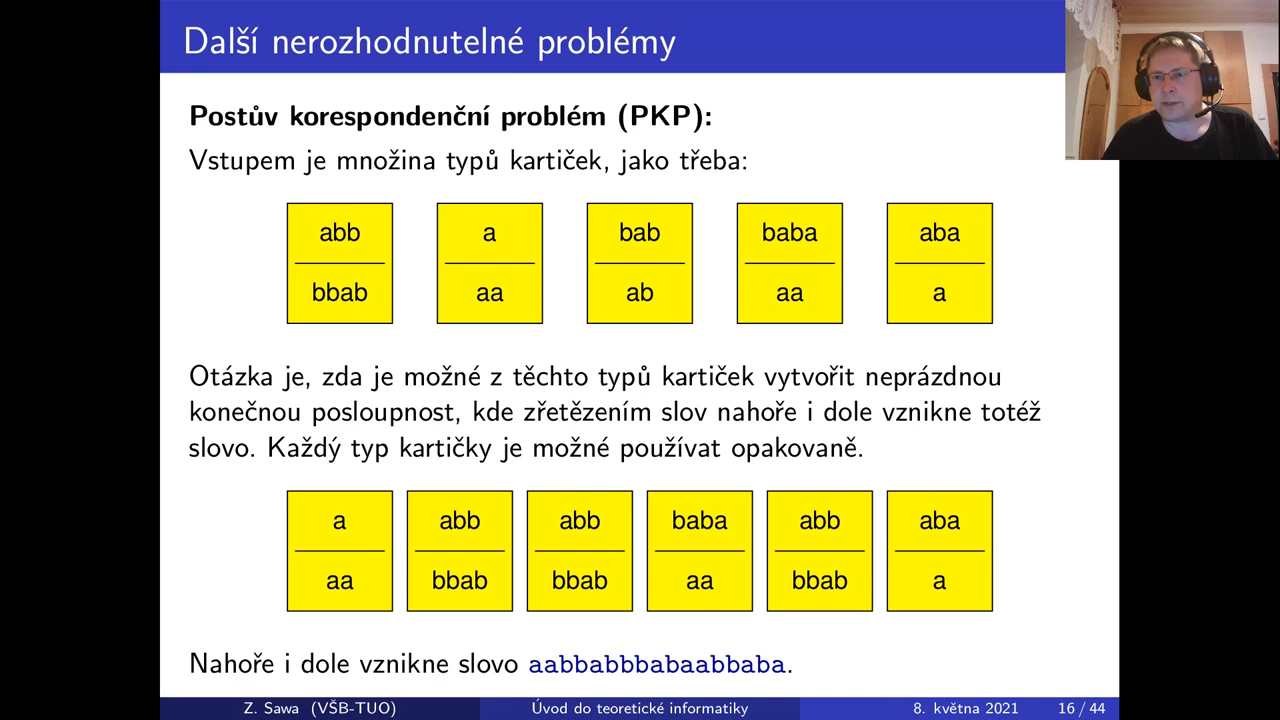 Další nerozhodnutelné problémy
Postův korespondenční problém (PKP):
Vstupem je množina typů kartiček, jako třeba:
abb a bab baba aba
bbab aa ab aa a
Otázka je, zda je možné z těchto typů kartiček vytvořit neprázdnou
konečnou posloupnost, kde zřetězením slov nahoře i dole vznikne totéž
slovo. Každý typ kartičky je možné používat opakovaně.
a abb abb baba abb aba
aa bbab bbab aa bbab a
Nahoře i dole vznikne slovo aabbabbbabaabbaba.
Z. Sawa (VŠB-TUO) Úvod do teoretické informatiky 8. května 2021 16 / 44